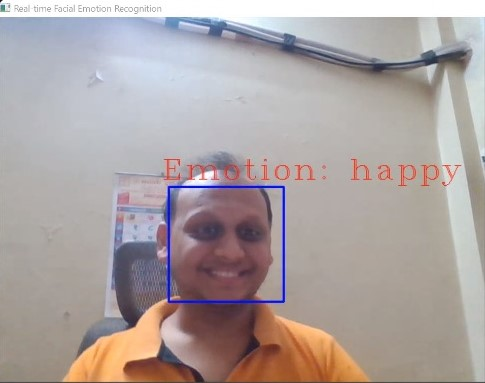 Real-time Facial Emotion Recognition
Emotion: happy